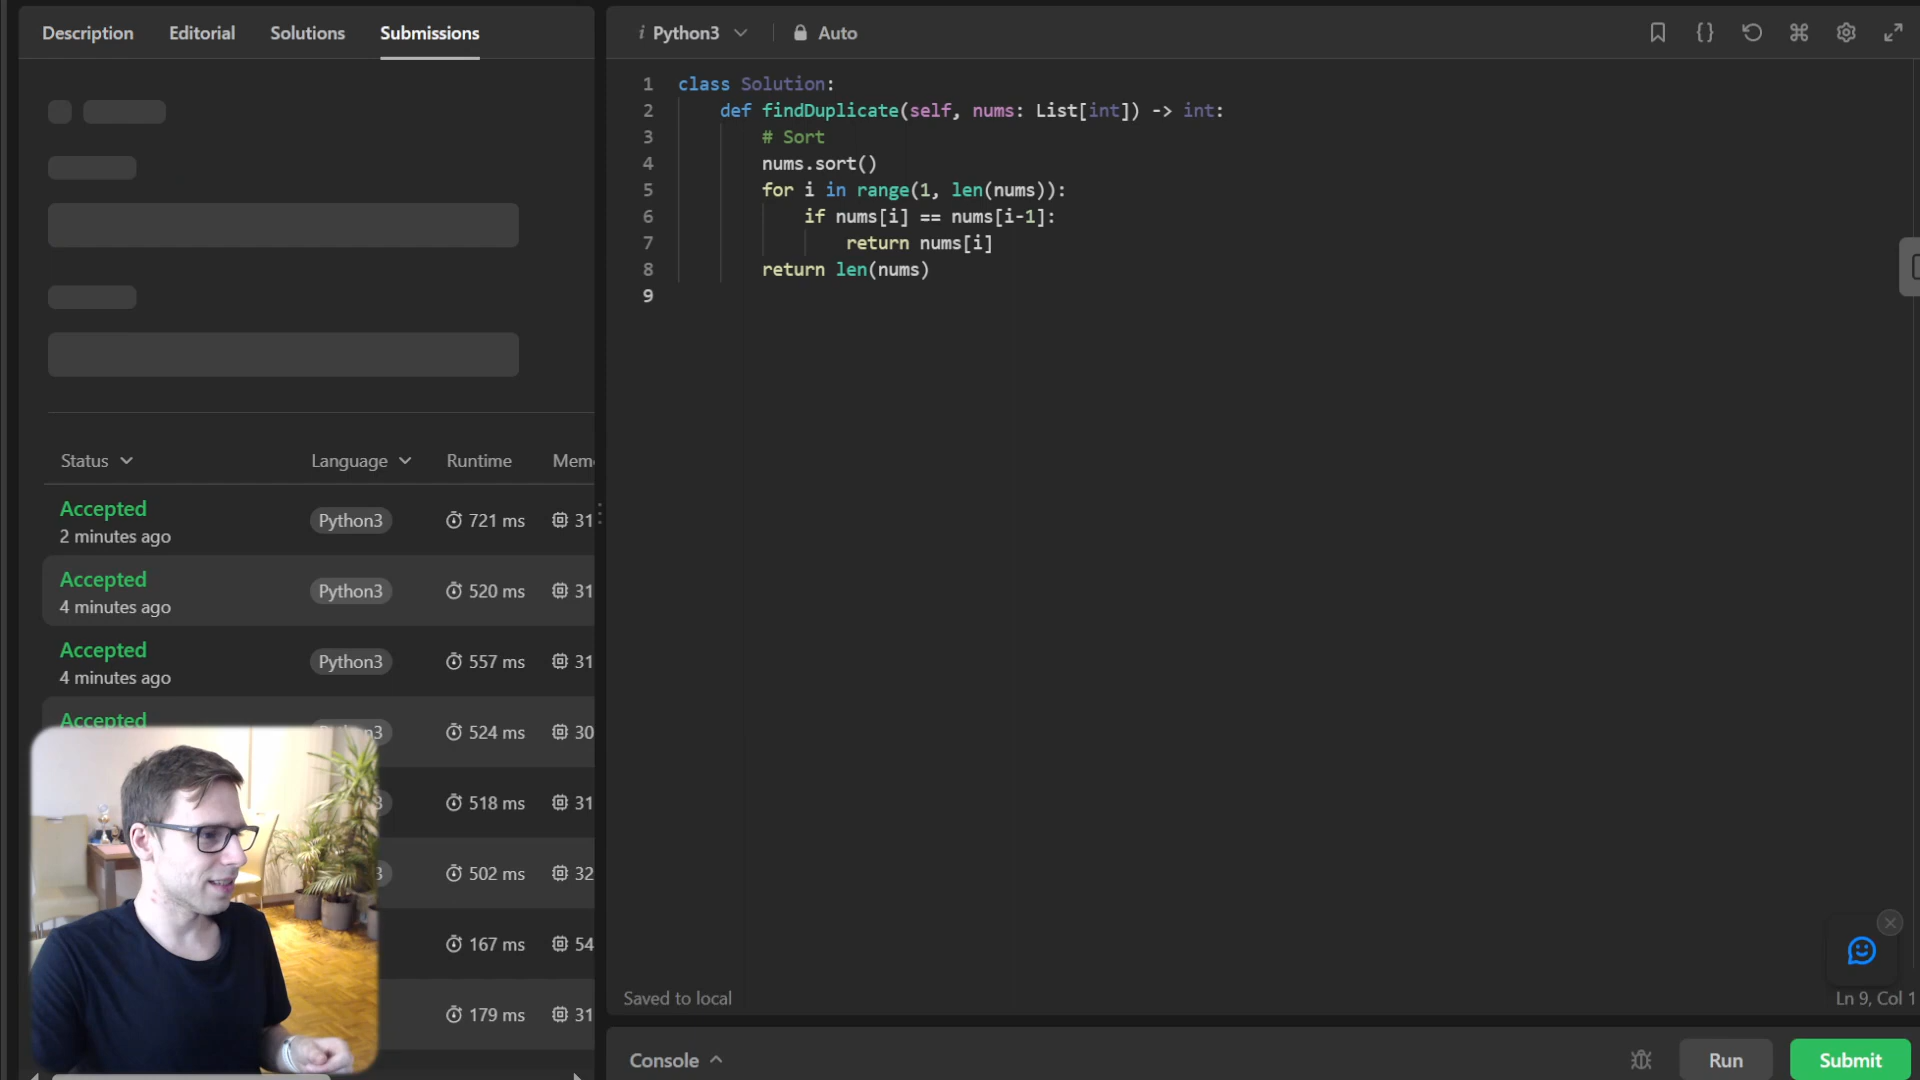 Description Editorial Solutions Submissions
Status Language Runtime Mem
Accepted Python3 721 ms 31
2 minutes ago
Accepted Python3 520 ms 31
4 minutes ago
Accepted Python3 557 ms 31
4 minutes ago
Accepted 524 ms 30
518 ms 31
502 ms 32
167 ms 54
179 ms 31
i Python3 Auto
1 class Solution:
2 def findDuplicate(self, nums: List[int]) -> int:
3 # Sort
4 nums.sort()
5 for i in range(1, len(nums)):
6 if nums[i] == nums[i-1]:
7 return nums[i]
8 return len(nums)
9
Saved to local Ln 9, Col 1
Console Run Submit